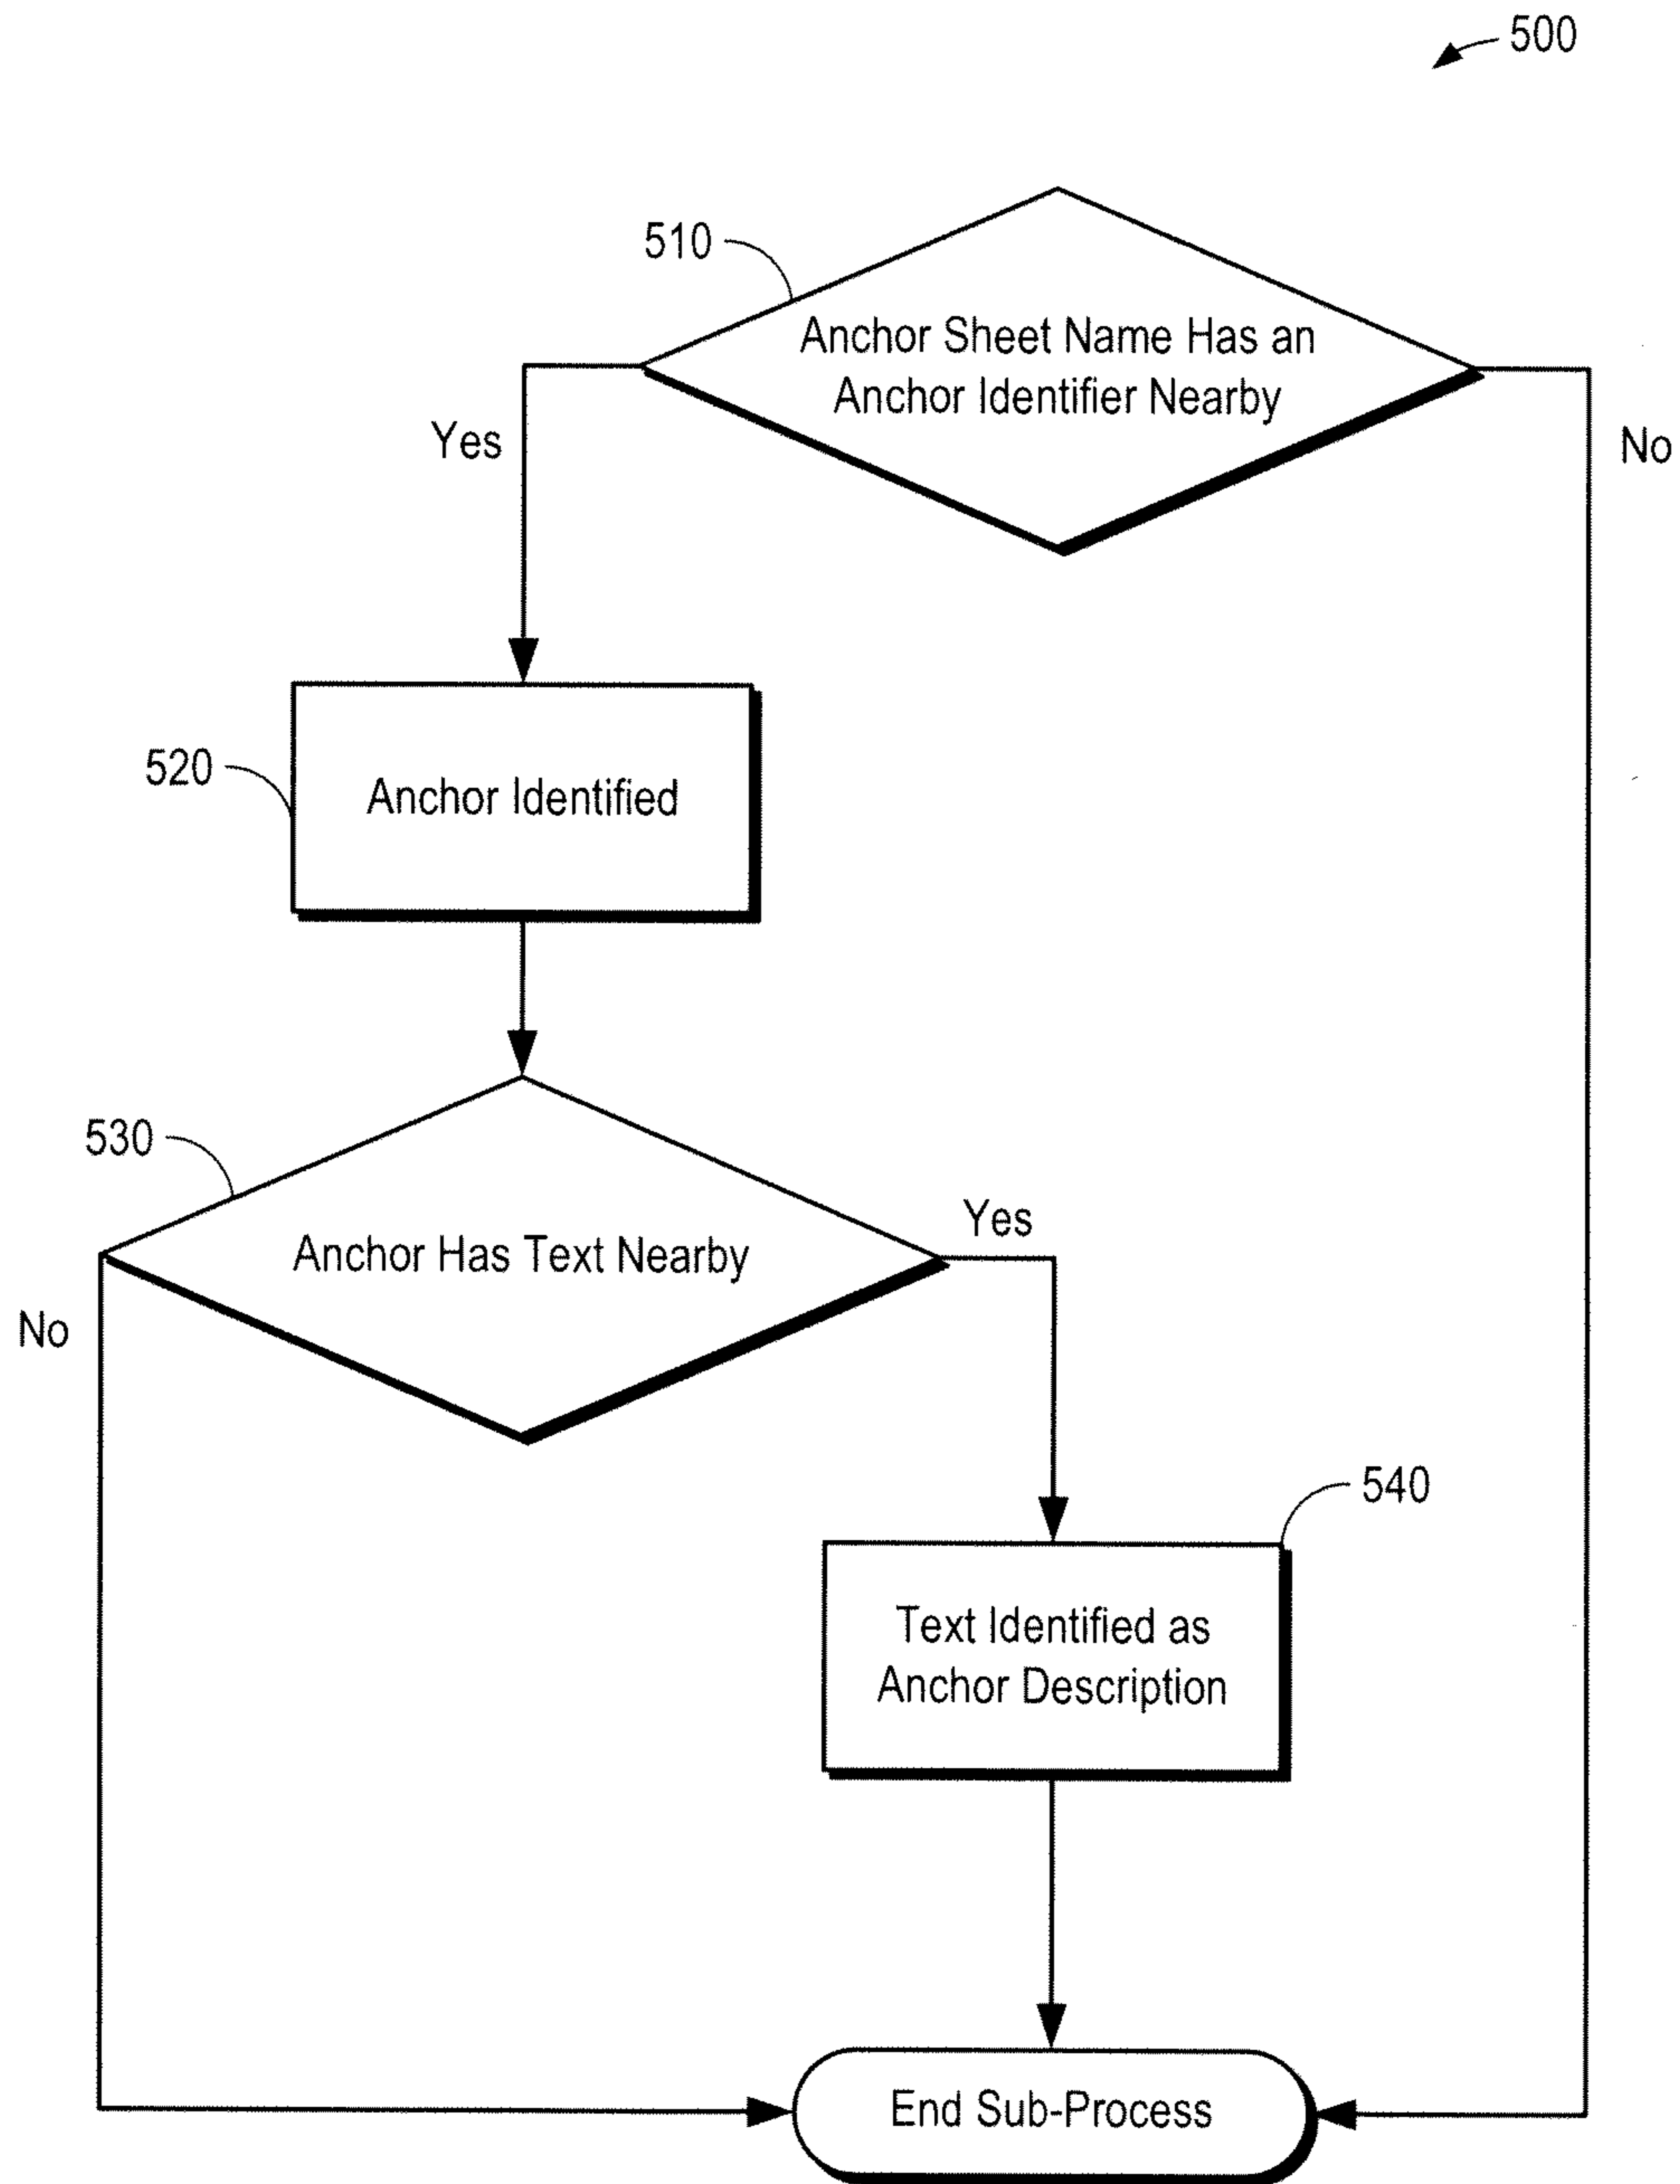 500
510
Anchor Sheet Name Has an
Anchor Identifier Nearby
Yes
No
520
Anchor Identified
530
Anchor Has Text Nearby
Yes
No
540
Text Identified as
Anchor Description
End Sub-Process